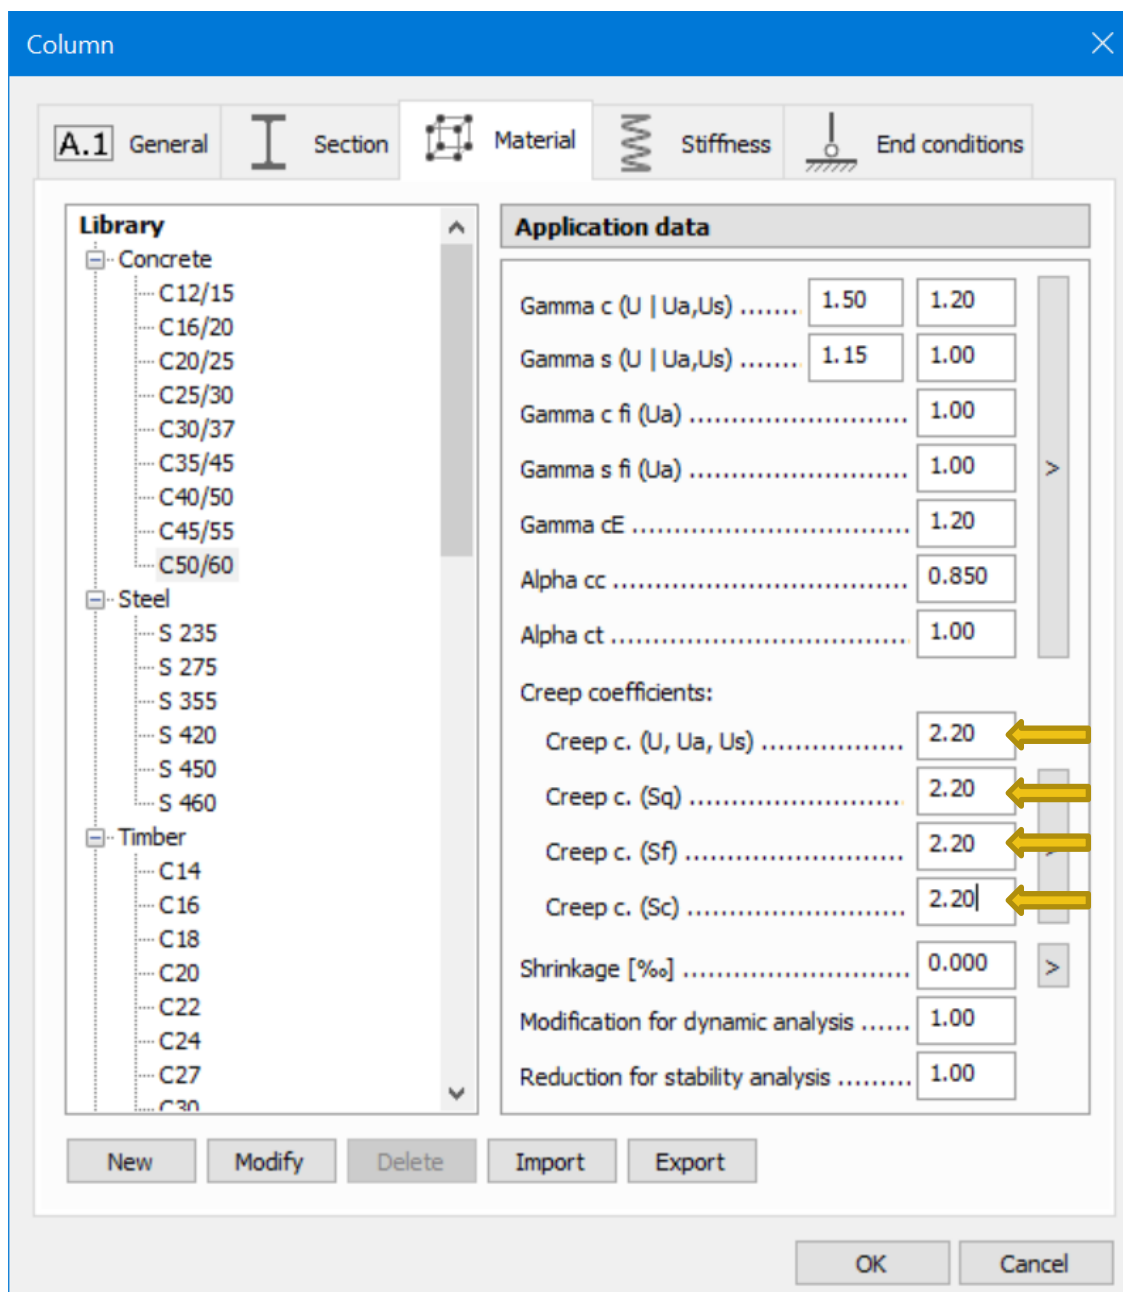 Column
A.1 General Section Material Stiffness End conditions
Library
Concrete
C12/15
C16/20
C20/25
C25/30
C30/37
C35/45
C40/50
C45/55
C50/60
Steel
S 235
S 275
S 355
S 420
S 450
S 460
Timber
C14
C16
C18
C20
C22
C24
C27
C30
Application data
Gamma c (U | Ua,Us) ....... 1.50 1.20
Gamma s (U | Ua,Us) ....... 1.15 1.00
Gamma c fi (Ua) ......................... 1.00
Gamma s fi (Ua) ......................... 1.00
>
Gamma cE ................................ 1.20
Alpha cc .................................. 0.850
Alpha ct .................................. 1.00
Creep coefficients:
Creep c. (U, Ua, Us) ................. 2.20
Creep c. (Sq) ......................... 2.20
Creep c. (Sf) ......................... 2.20
Creep c. (Sc) ......................... 2.20
Shrinkage [‰] .......................... 0.000 >
Modification for dynamic analysis ...... 1.00
Reduction for stability analysis ......... 1.00
New Modify Delete Import Export
OK Cancel